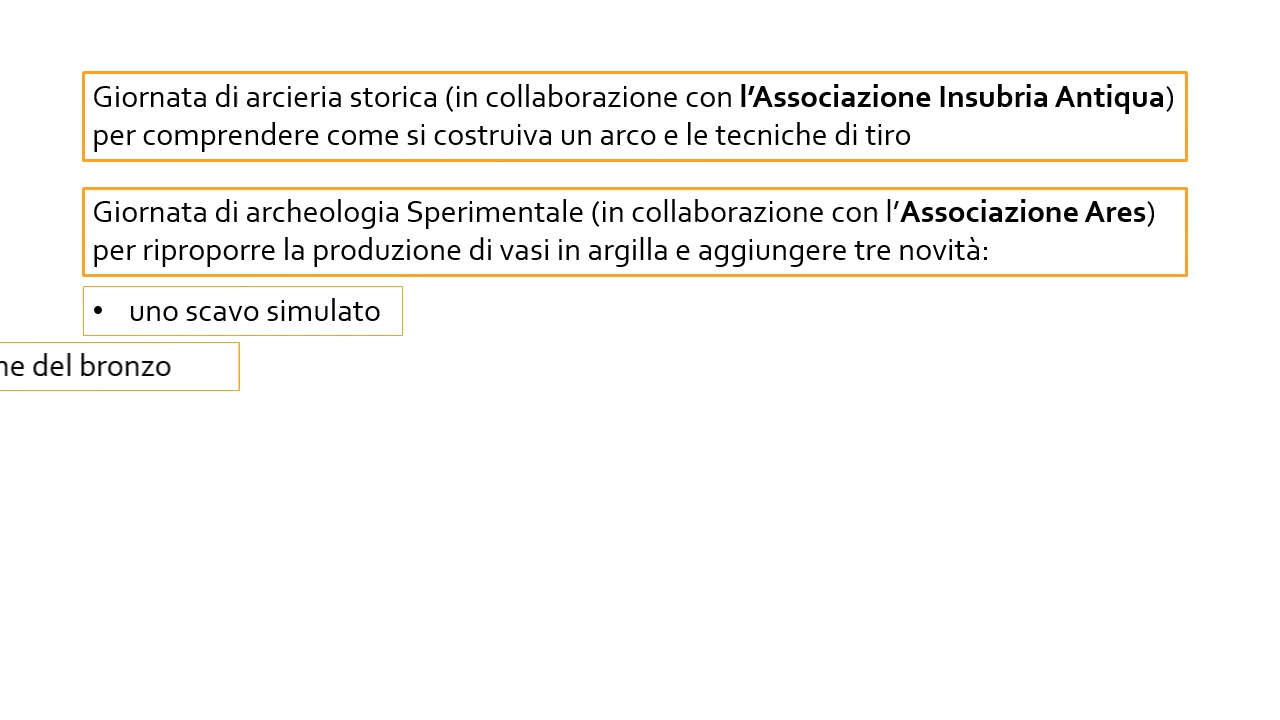 Giornata di arcieria storica (in collaborazione con l’Associazione Insubria Antiqua)
per comprendere come si costruiva un arco e le tecniche di tiro
Giornata di archeologia Sperimentale (in collaborazione con l’Associazione Ares)
per riproporre la produzione di vasi in argilla e aggiungere tre novità:
• uno scavo simulato
del bronzo